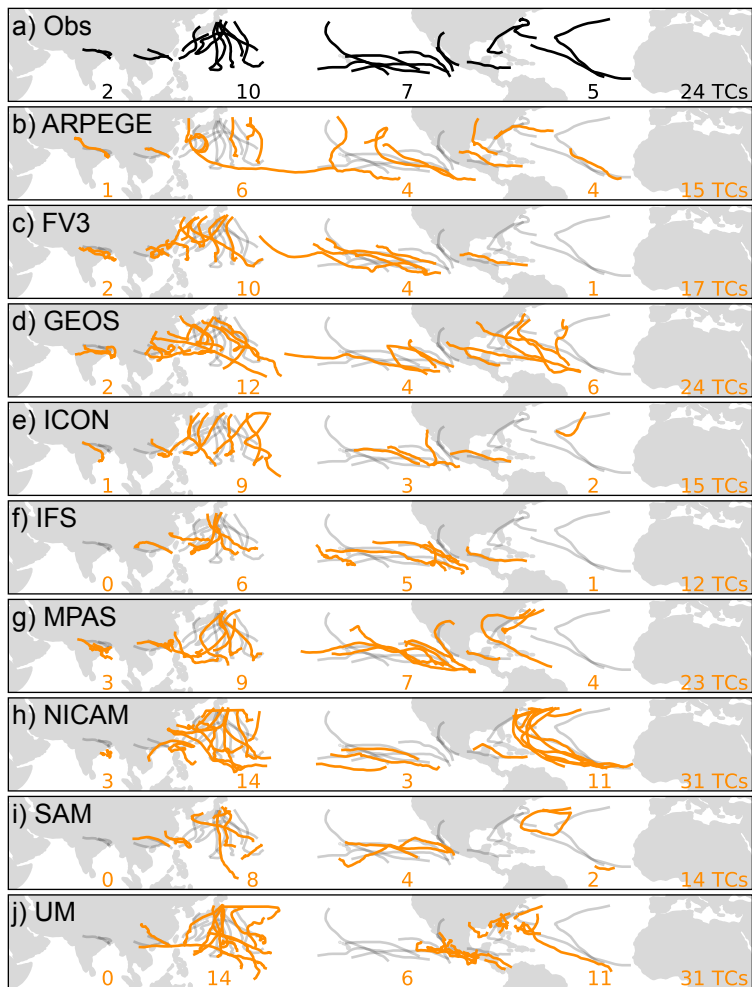 a) Obs
2 10 7 5 24 TCs
b) ARPEGE
1 6 4 4 15 TCs
c) FV3
2 10 4 1 17 TCs
d) GEOS
2 12 4 6 24 TCs
e) ICON
1 9 3 2 15 TCs
f) IFS
0 6 5 1 12 TCs
g) MPAS
3 9 7 4 23 TCs
h) NICAM
3 14 3 11 31 TCs
i) SAM
0 8 4 2 14 TCs
j) UM
0 14 6 11 31 TCs